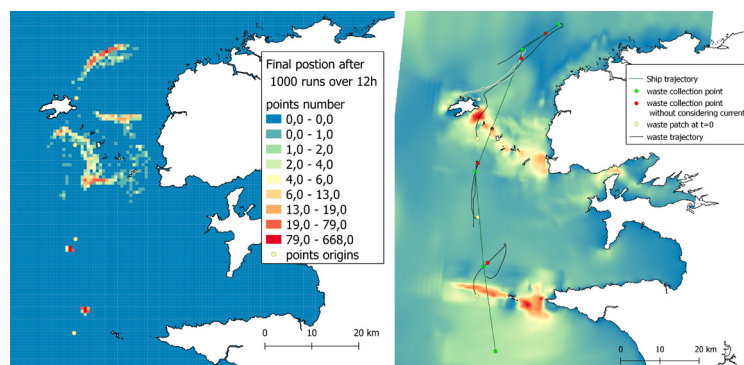 Final postion after
1000 runs over 12h
points number
0,0 - 0,0
0,0 - 1,0
1,0 - 2,0
2,0 - 4,0
4,0 - 6,0
6,0 - 13,0
13,0 - 19,0
19,0 - 79,0
79,0 - 668,0
points origins
0 10 20 km
Ship trajectory
waste collection point
waste collection point
without considering current
waste patch at t=0
waste trajectory
0 10 20 km